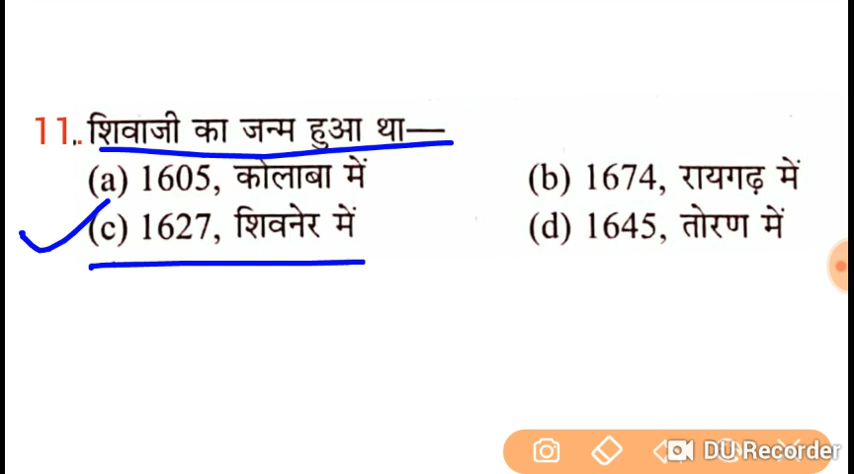 11. शिवाजी का जन्म हुआ था—
(a) 1605, कोलाबा में (b) 1674, रायगढ़ में
(c) 1627, शिवनेर में (d) 1645, तोरण में
DU Recorder